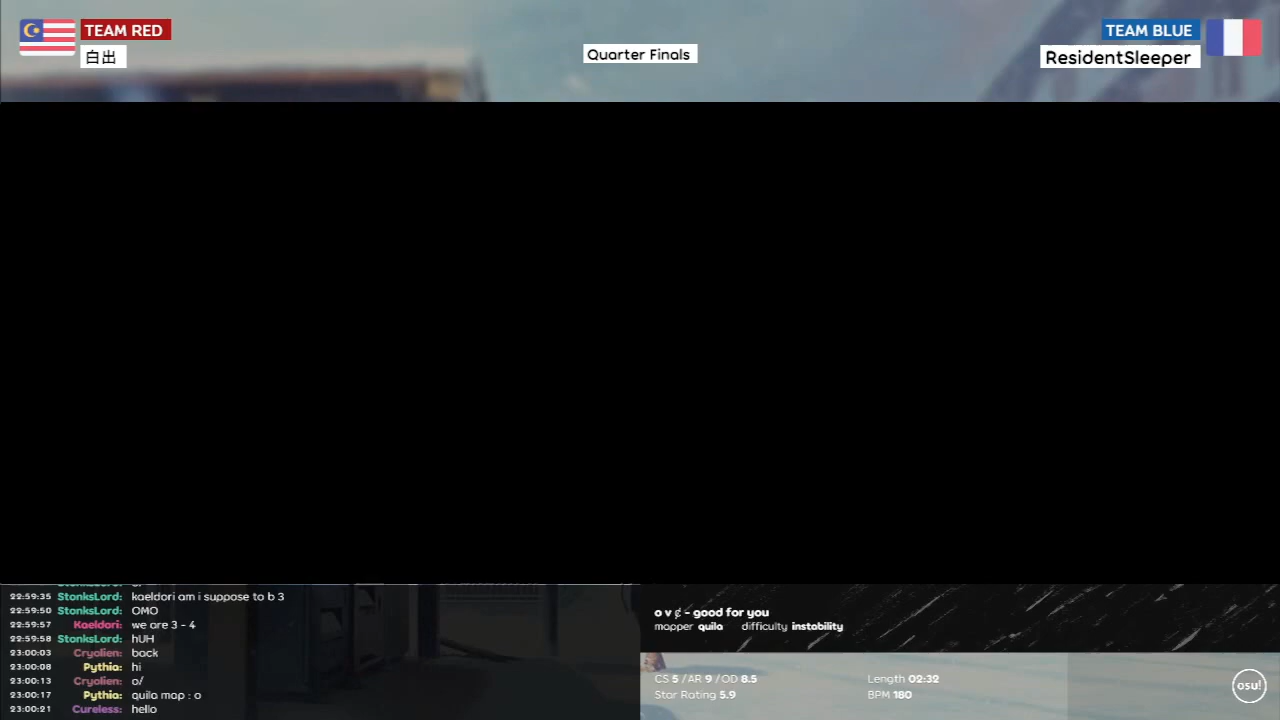 TEAM RED
白出
Quarter Finals
TEAM BLUE
ResidentSleeper
22:59:35 StonksLord: kaeldori am i suppose to b 3
22:59:50 StonksLord: OMO
22:59:57 Kaeldori: we are 3 - 4
22:59:58 StonksLord: hUH
23:00:03 Cryolien: back
23:00:08 Pythia: hi
23:00:13 Cryolien: o/
23:00:17 Pythia: quila map : o
23:00:21 Cureless: hello
o v ȼ - good for you
mapper quila difficulty instability
CS 5 / AR 9 / OD 8.5
Star Rating 5.9
Length 02:32
BPM 180
osu!